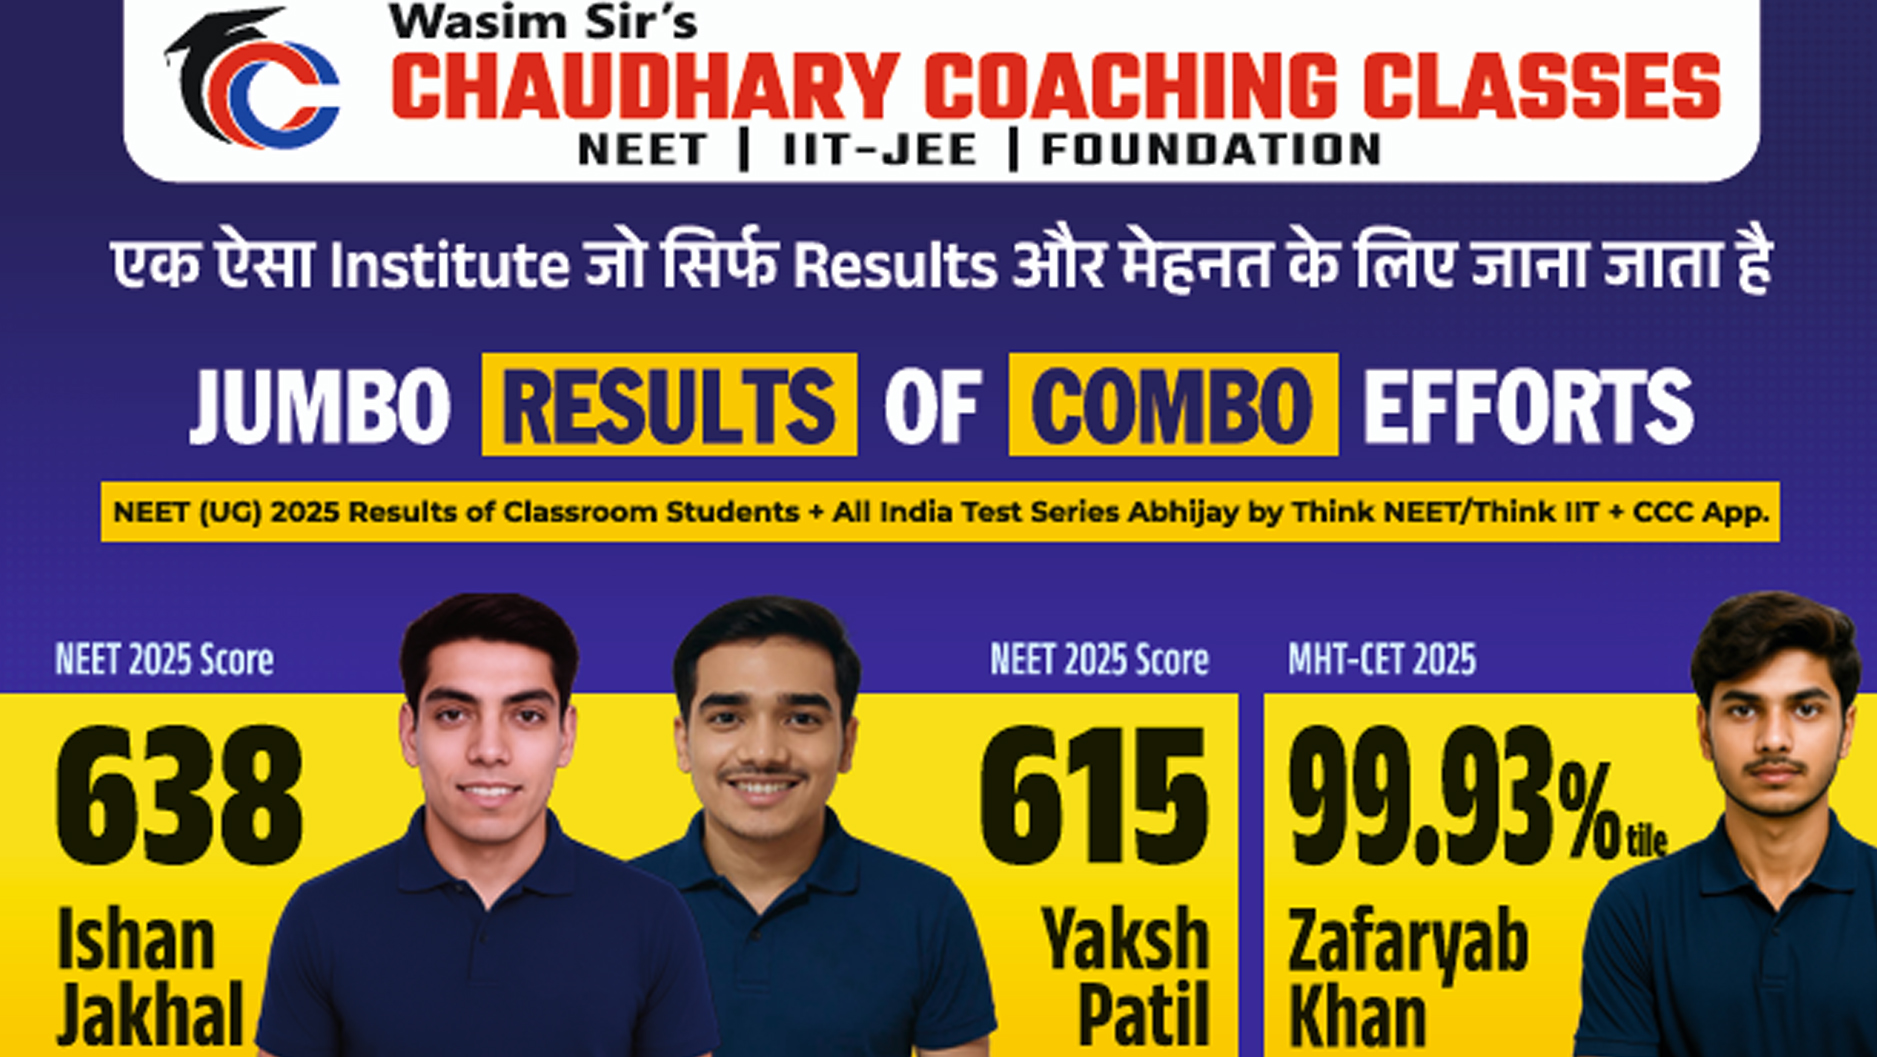 Wasim Sir's
CHAUDHARY COACHING CLASSES
NEET | IIT-JEE | FOUNDATION
एक ऐसा Institute जो सिर्फ Results और मेहनत के लिए जाना जाता है
JUMBO RESULTS OF COMBO EFFORTS
NEET (UG) 2025 Results of Classroom Students + All India Test Series Abhijay by Think NEET/Think IIT + CCC App.
NEET 2025 Score
638
Ishan
Jakhal
NEET 2025 Score
615
Yaksh
Patil
MHT-CET 2025
99.93%tile
Zafaryab
Khan